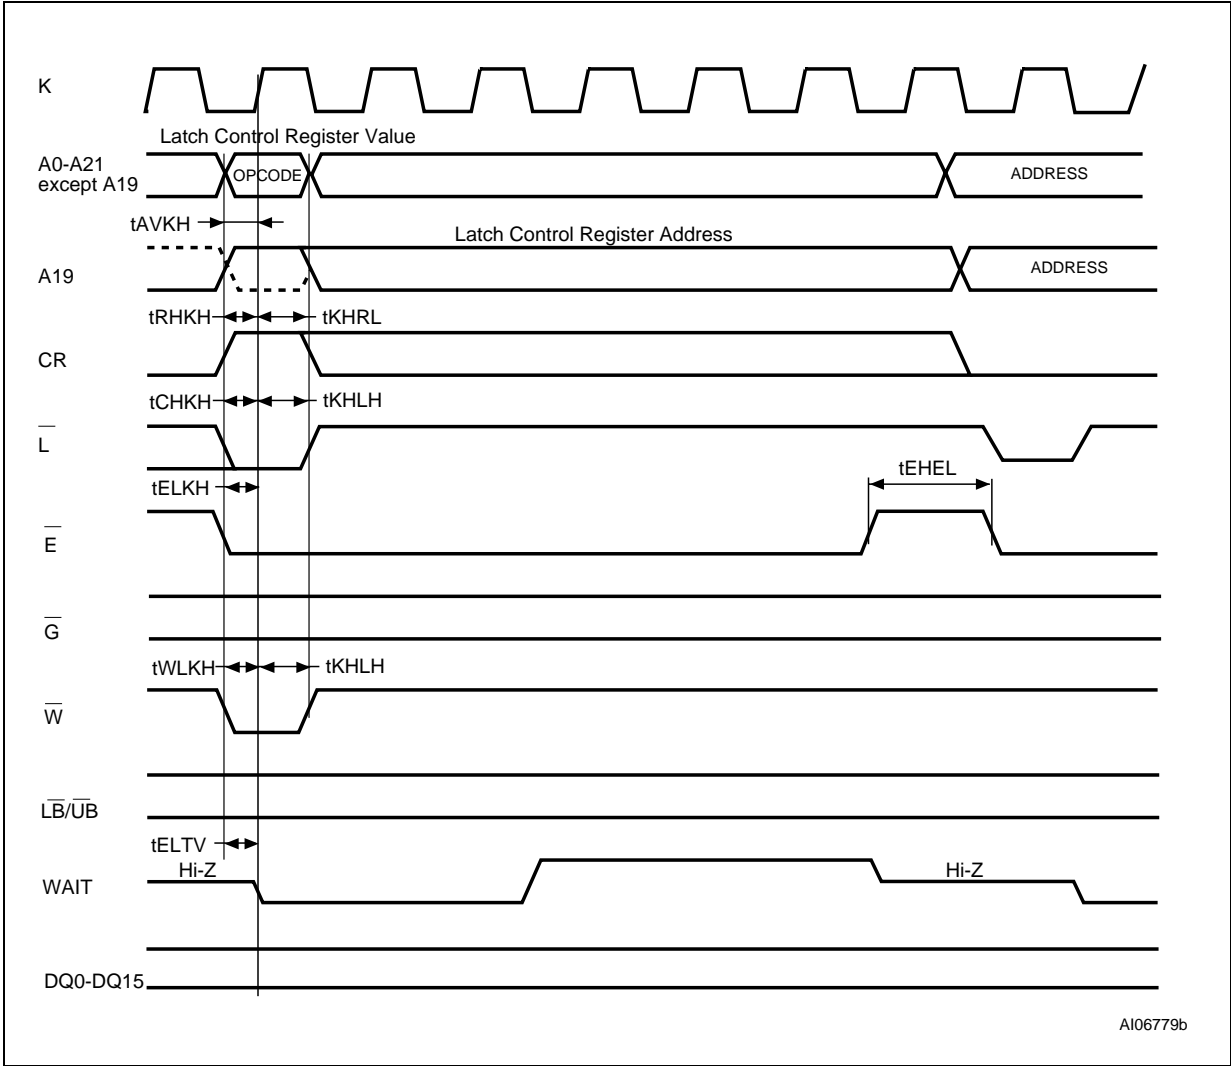 K
Latch Control Register Value
A0-A21
except A19
OPCODE
ADDRESS
tAVKH
Latch Control Register Address
A19
ADDRESS
tRHKH
tKHRL
CR
tCHKH
tKHLH
L
tEHEL
tELKH
E
G
tWLKH
tKHLH
W
LB/UB
tELTV
Hi-Z
Hi-Z
WAIT
DQ0-DQ15
AI06779b